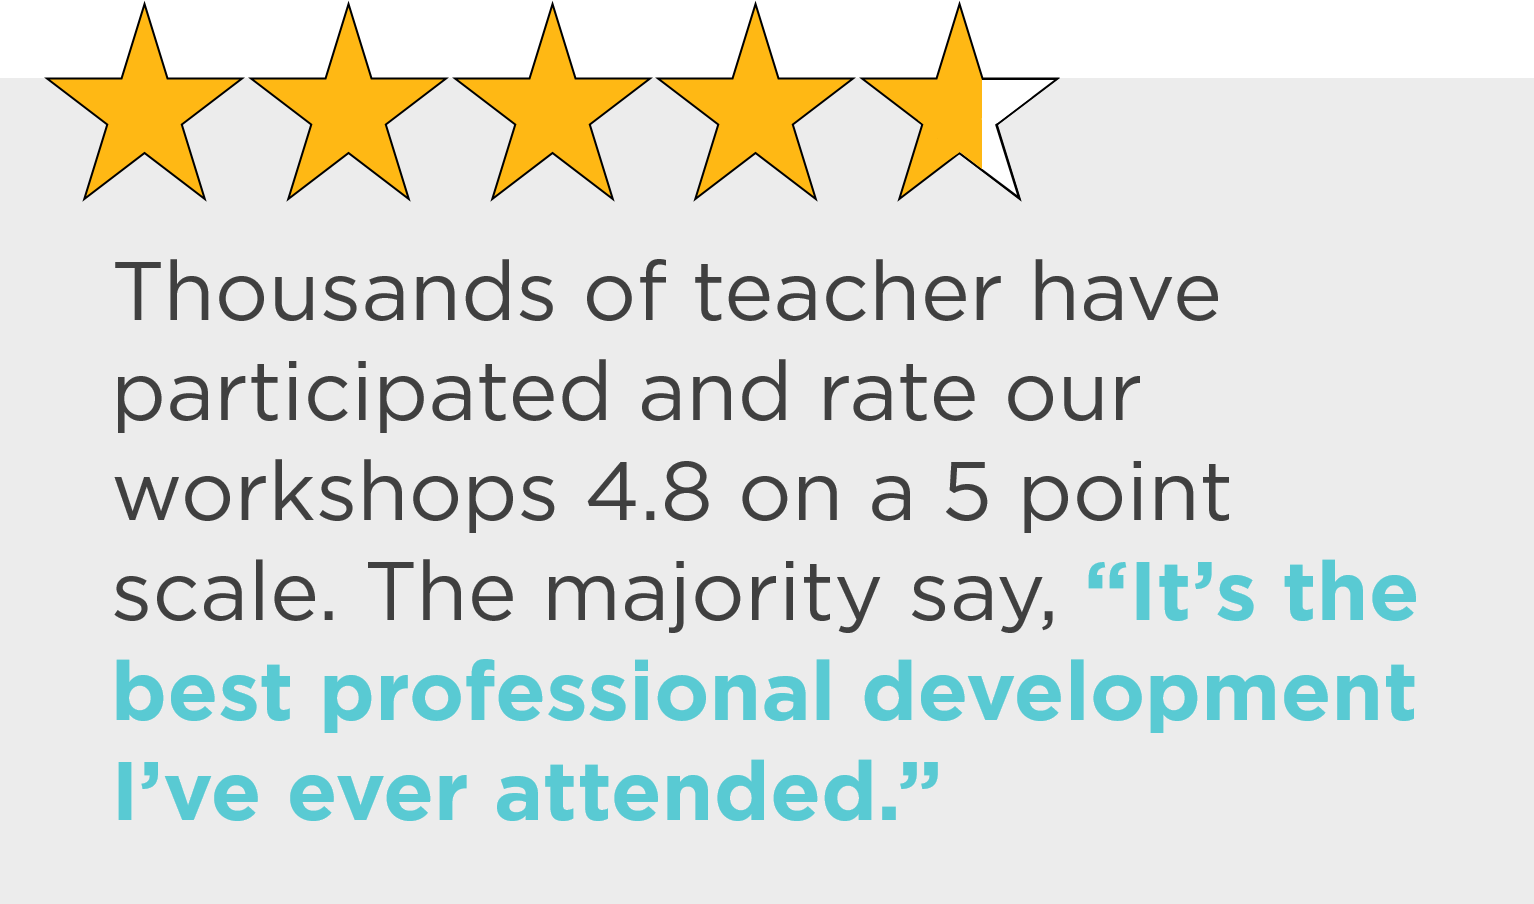 Thousands of teacher have
participated and rate our
workshops 4.8 on a 5 point
scale. The majority say, “It’s the
best professional development
I’ve ever attended.”